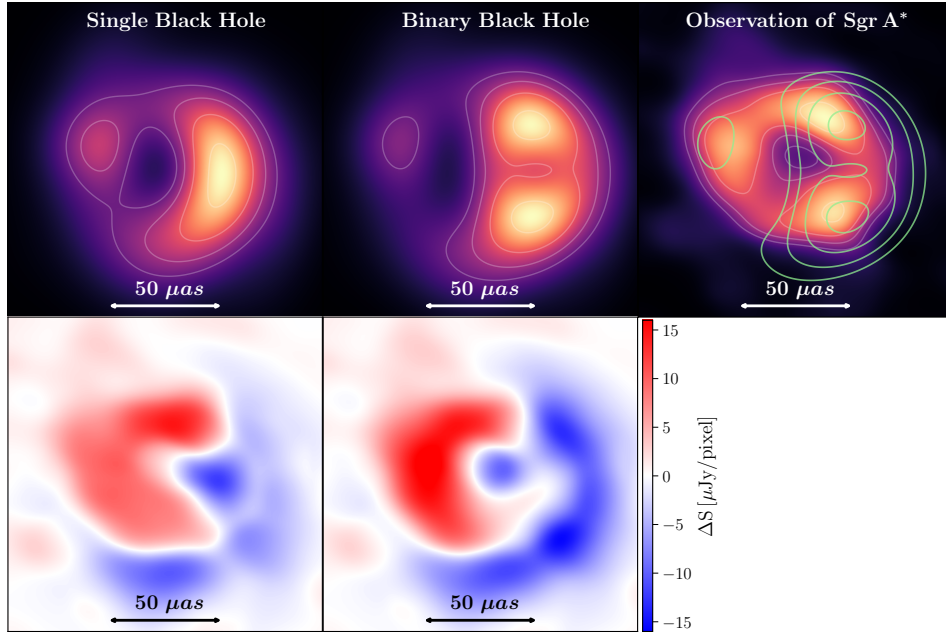 Single Black Hole
Binary Black Hole
Observation of Sgr A*
50 μas
50 μas
50 μas
50 μas
50 μas
15
10
5
0
−5
−10
−15
ΔS [μJy/pixel]